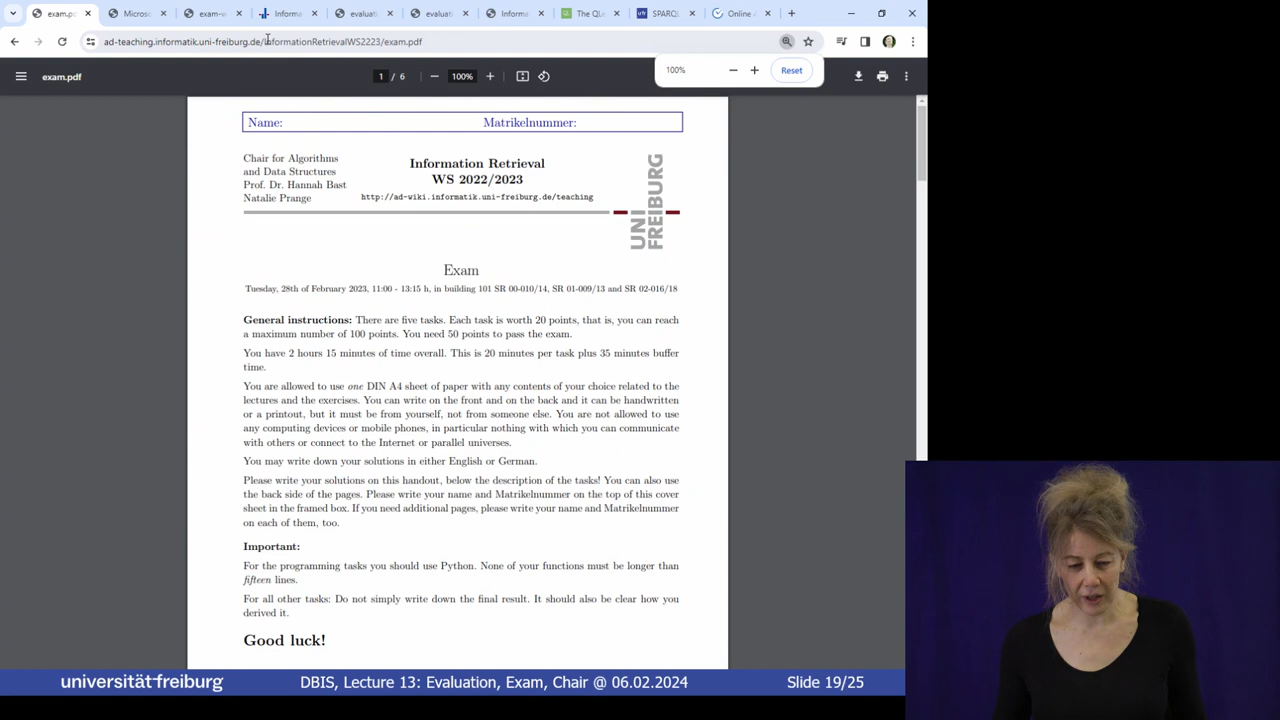 exam.p
Microso
exam-w
Informa
evaluati
evaluati
Informa
The QLe
SPARQL
Online
ad-teaching.informatik.uni-freiburg.de/InformationRetrievalWS2223/exam.pdf
exam.pdf
1 / 6
100%
100%
Reset
Name: Matrikelnummer:
Chair for Algorithms
and Data Structures
Prof. Dr. Hannah Bast
Natalie Prange
Information Retrieval
WS 2022/2023
http://ad-wiki.informatik.uni-freiburg.de/teaching
UNI
FREIBURG
Exam
Tuesday, 28th of February 2023, 11:00 - 13:15 h, in building 101 SR 00-010/14, SR 01-009/13 and SR 02-016/18
General instructions: There are five tasks. Each task is worth 20 points, that is, you can reach
a maximum number of 100 points. You need 50 points to pass the exam.
You have 2 hours 15 minutes of time overall. This is 20 minutes per task plus 35 minutes buffer
time.
You are allowed to use one DIN A4 sheet of paper with any contents of your choice related to the
lectures and the exercises. You can write on the front and on the back and it can be handwritten
or a printout, but it must be from yourself, not from someone else. You are not allowed to use
any computing devices or mobile phones, in particular nothing with which you can communicate
with others or connect to the Internet or parallel universes.
You may write down your solutions in either English or German.
Please write your solutions on this handout, below the description of the tasks! You can also use
the back side of the pages. Please write your name and Matrikelnummer on the top of this cover
sheet in the framed box. If you need additional pages, please write your name and Matrikelnummer
on each of them, too.
Important:
For the programming tasks you should use Python. None of your functions must be longer than
fifteen lines.
For all other tasks: Do not simply write down the final result. It should also be clear how you
derived it.
Good luck!
universität freiburg
DBIS, Lecture 13: Evaluation, Exam, Chair @ 06.02.2024
Slide 19/25